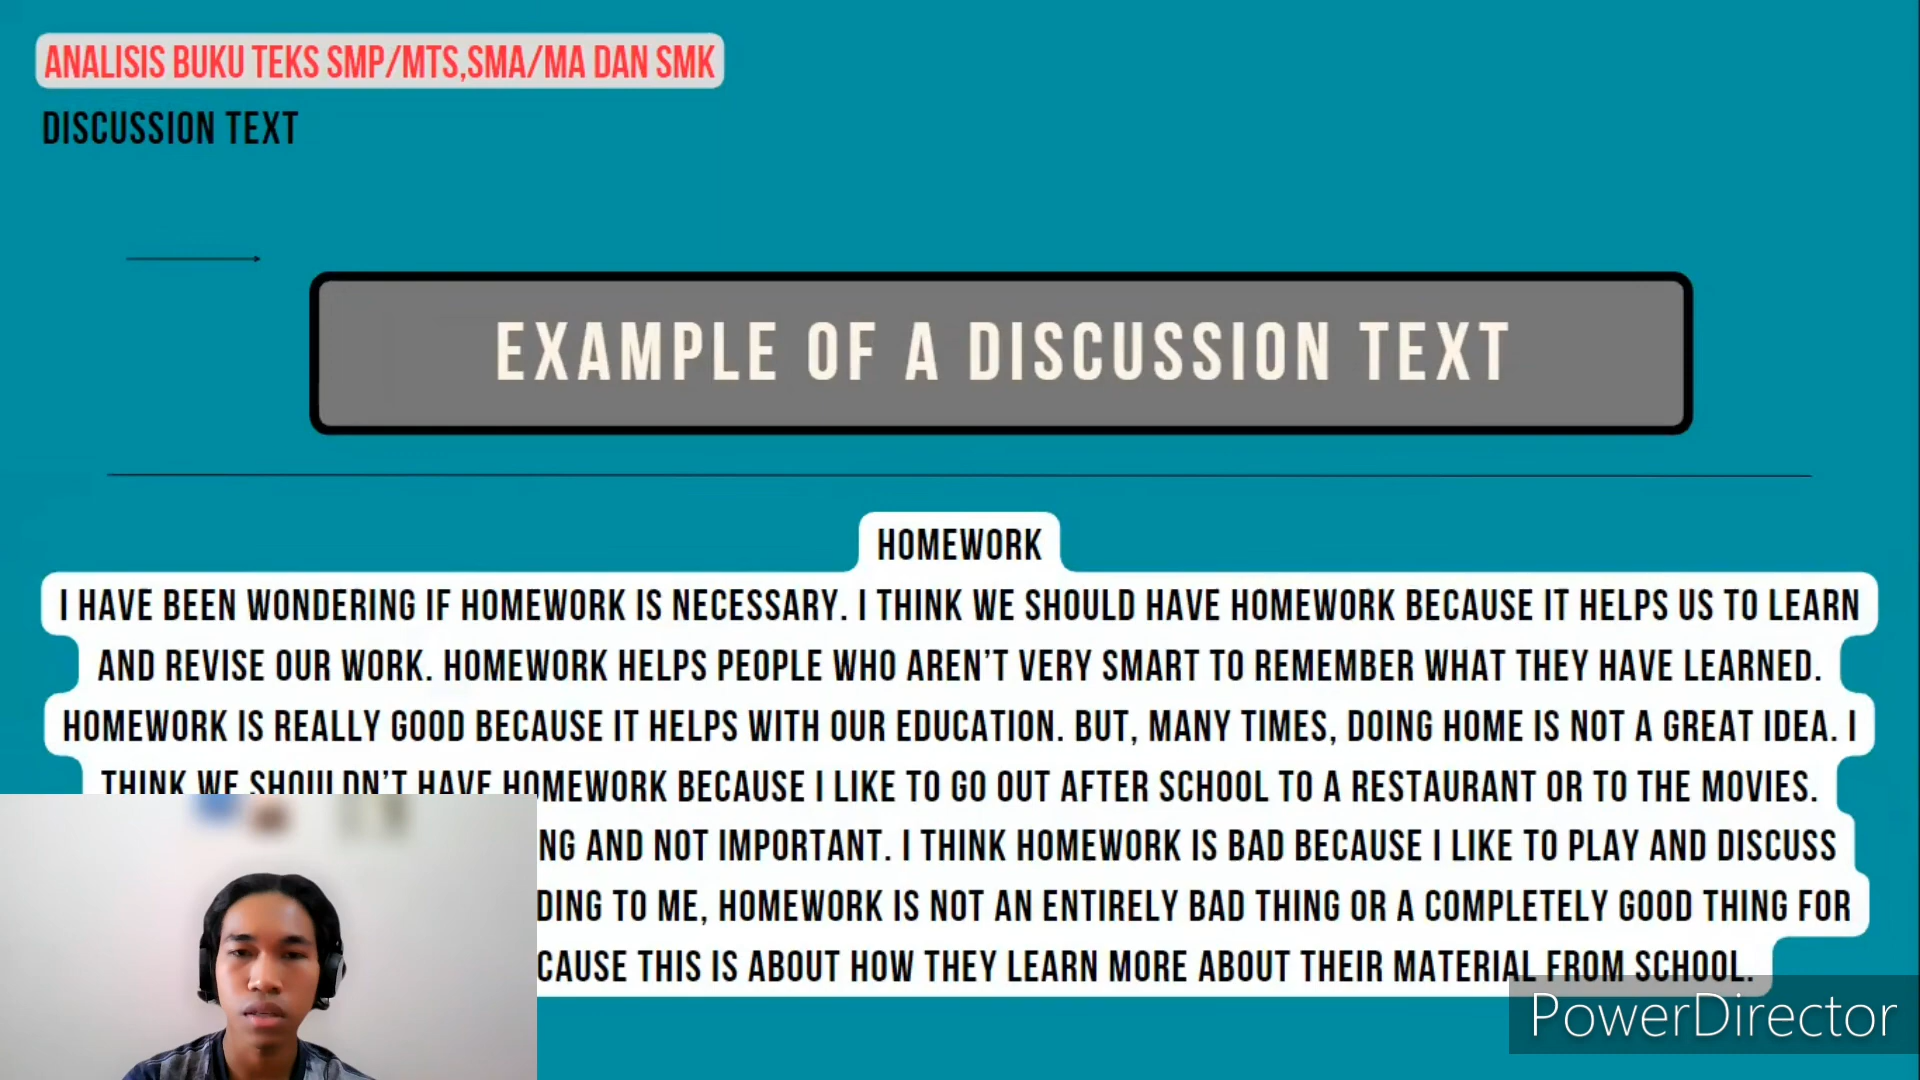 ANALISIS BUKU TEKS SMP/MTS,SMA/MA DAN SMK
DISCUSSION TEXT
EXAMPLE OF A DISCUSSION TEXT
HOMEWORK
I HAVE BEEN WONDERING IF HOMEWORK IS NECESSARY. I THINK WE SHOULD HAVE HOMEWORK BECAUSE IT HELPS US TO LEARN
AND REVISE OUR WORK. HOMEWORK HELPS PEOPLE WHO AREN'T VERY SMART TO REMEMBER WHAT THEY HAVE LEARNED.
HOMEWORK IS REALLY GOOD BECAUSE IT HELPS WITH OUR EDUCATION. BUT, MANY TIMES, DOING HOME IS NOT A GREAT IDEA. I
THINK WE SHOULDN'T HAVE HOMEWORK BECAUSE I LIKE TO GO OUT AFTER SCHOOL TO A RESTAURANT OR TO THE MOVIES.
AND NOT IMPORTANT. I THINK HOMEWORK IS BAD BECAUSE I LIKE TO PLAY AND DISCUSS
TO ME, HOMEWORK IS NOT AN ENTIRELY BAD THING OR A COMPLETELY GOOD THING FOR
THIS IS ABOUT HOW THEY LEARN MORE ABOUT THEIR MATERIAL FROM SCHOOL.
PowerDirector